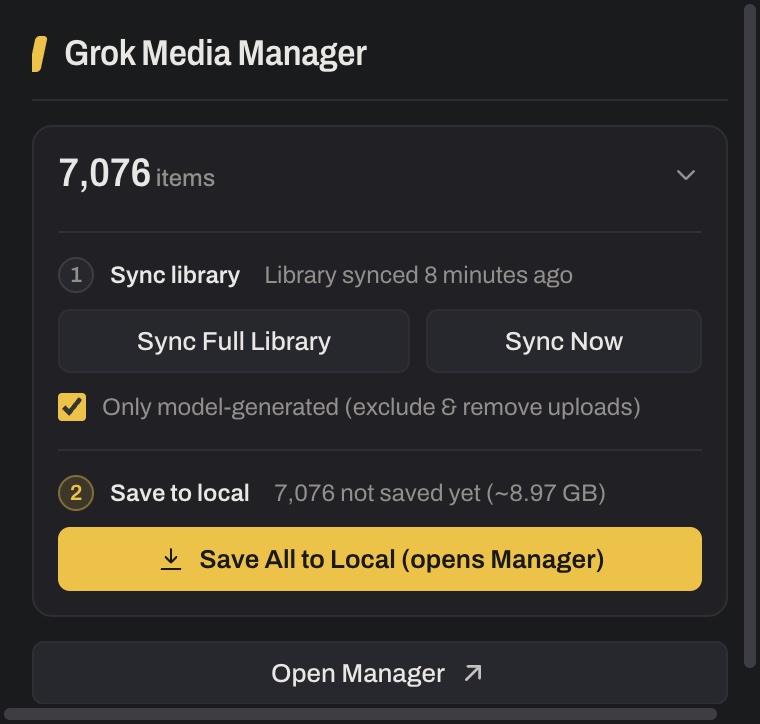 Grok Media Manager
7,076 items
1 Sync library Library synced 8 minutes ago
Sync Full Library Sync Now
Only model-generated (exclude & remove uploads)
2 Save to local 7,076 not saved yet (~8.97 GB)
Save All to Local (opens Manager)
Open Manager